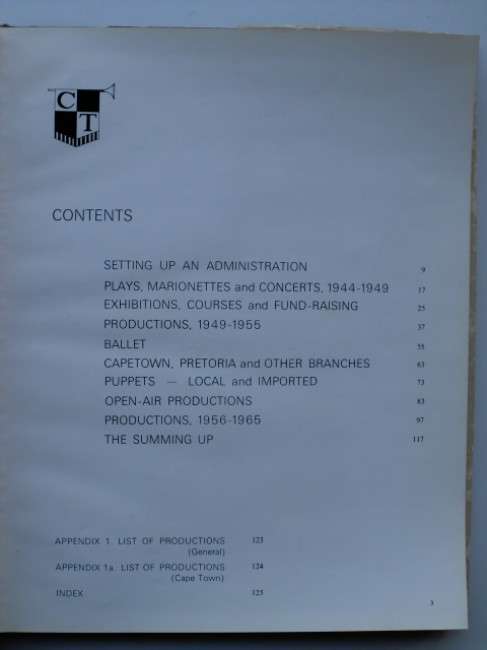 C
T
CONTENTS
SETTING UP AN ADMINISTRATION 9
PLAYS, MARIONETTES and CONCERTS, 1944-1949 17
EXHIBITIONS, COURSES and FUND-RAISING 25
PRODUCTIONS, 1949-1955 37
BALLET 55
CAPETOWN, PRETORIA and OTHER BRANCHES 63
PUPPETS — LOCAL and IMPORTED 73
OPEN-AIR PRODUCTIONS 83
PRODUCTIONS, 1956-1965 97
THE SUMMING UP 117
APPENDIX 1. LIST OF PRODUCTIONS 123
(General)
APPENDIX 1a. LIST OF PRODUCTIONS 124
(Cape Town)
INDEX 125
3